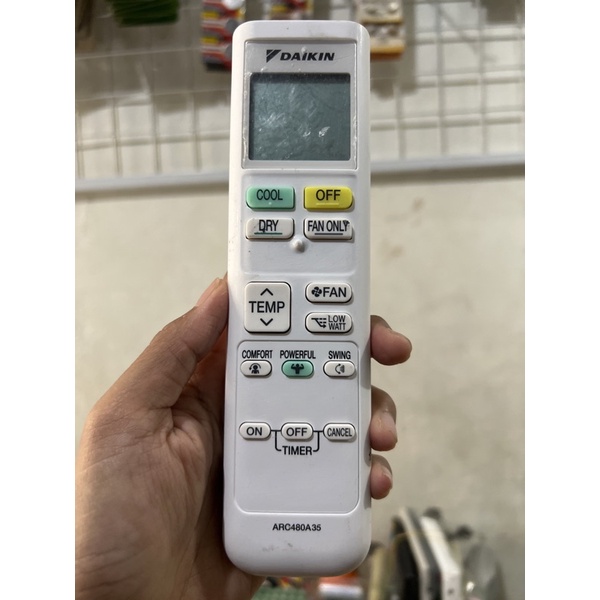 DAIKIN
COOL OFF
DRY FAN ONLY
TEMP
FAN
LOW
WATT
COMFORT POWERFUL SWING
ON OFF CANCEL
TIMER
ARC480A35